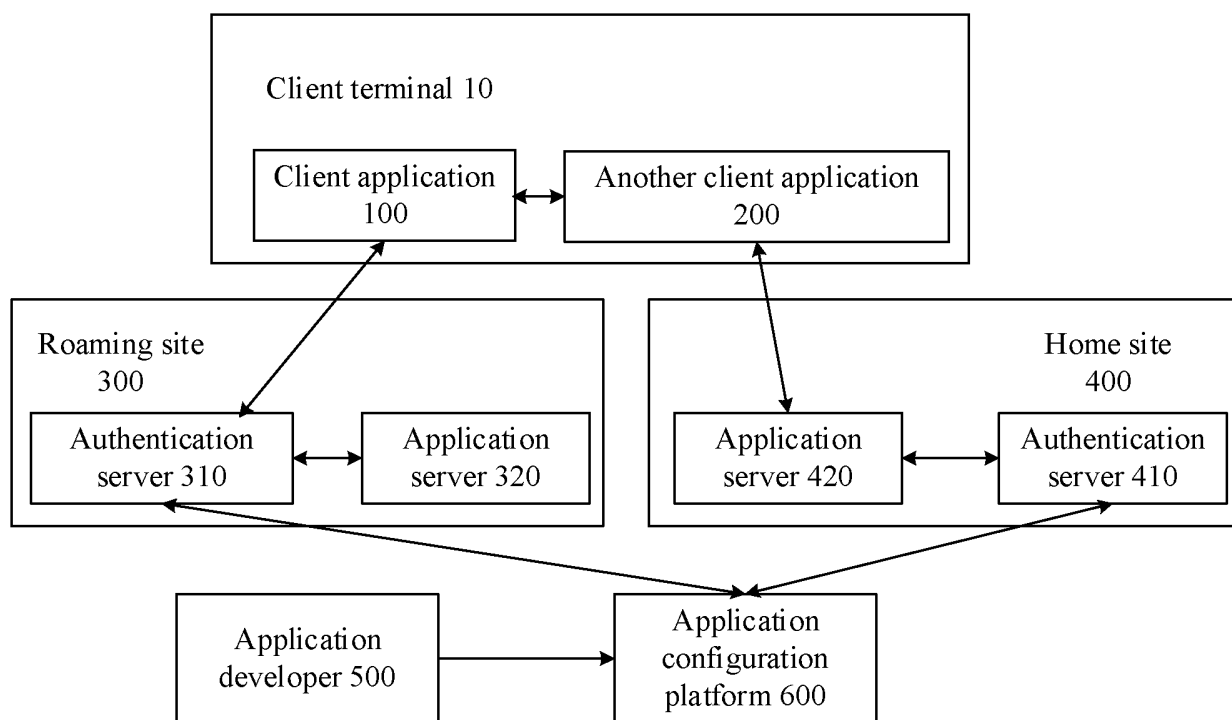 Client terminal 10
Client application
100
Another client application
200
Roaming site
300
Home site
400
Authentication
server 310
Application
server 320
Application
server 420
Authentication
server 410
Application
developer 500
Application
configuration
platform 600